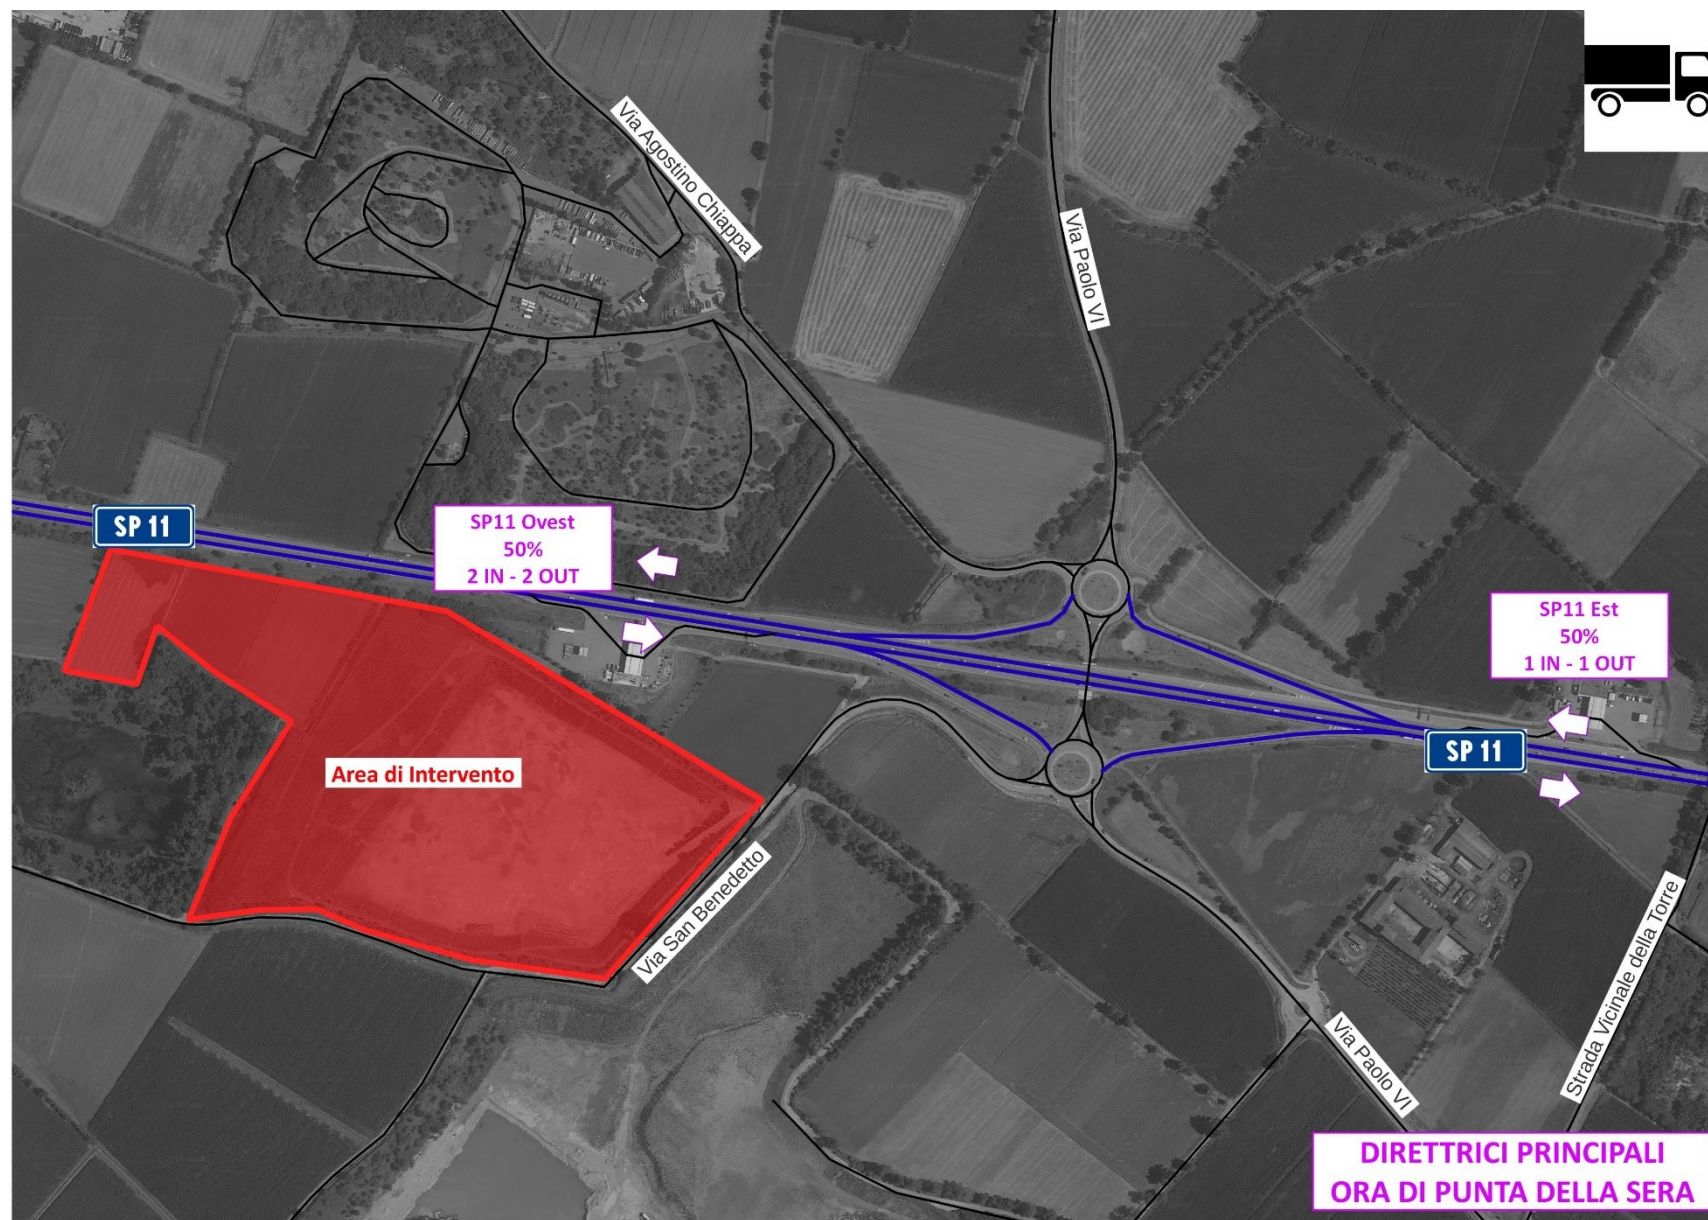 Via Agostino Chiappa
Via Paolo VI
SP 11
SP11 Ovest
50%
2 IN - 2 OUT
SP11 Est
50%
1 IN - 1 OUT
SP 11
Area di Intervento
Via San Benedetto
Strada Vicinale della Torre
Via Paolo VI
DIRETTRICI PRINCIPALI
ORA DI PUNTA DELLA SERA